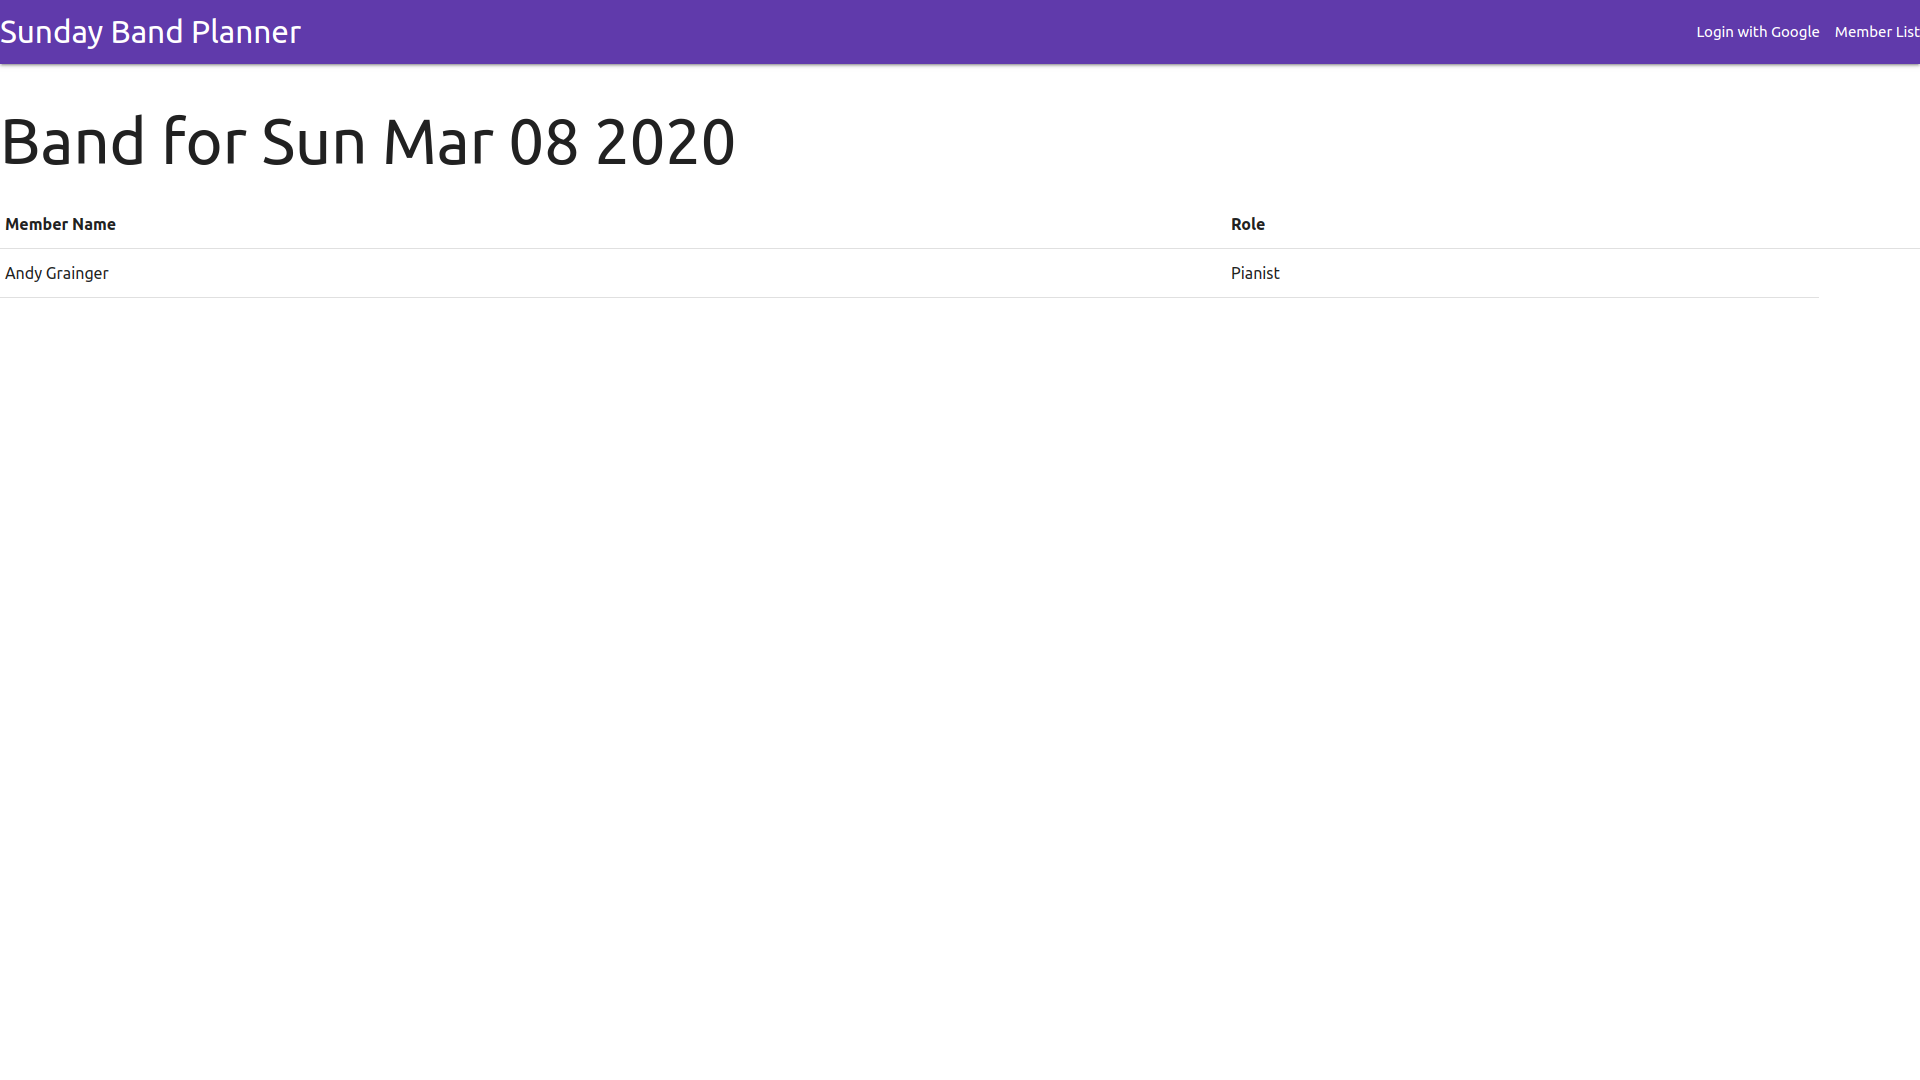 Sunday Band Planner
Login with Google Member List
Band for Sun Mar 08 2020
Member Name Role
Andy Grainger Pianist